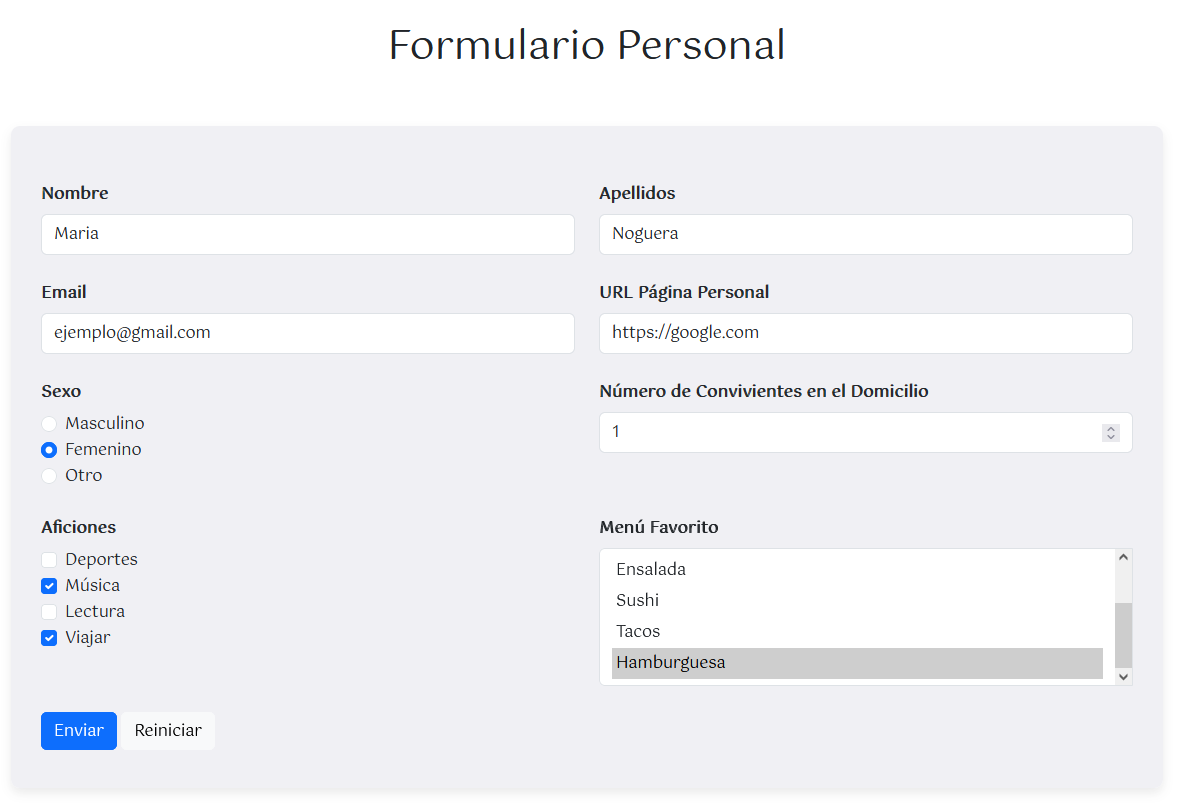 Formulario Personal
Nombre
Apellidos
Maria
Noguera
Email
URL Página Personal
ejemplo@gmail.com
https://google.com
Sexo
Número de Convivientes en el Domicilio
Masculino
1
Femenino
Otro
Aficiones
Menú Favorito
Deportes
Ensalada
Música
Sushi
Lectura
Tacos
Viajar
Hamburguesa
Enviar
Reiniciar